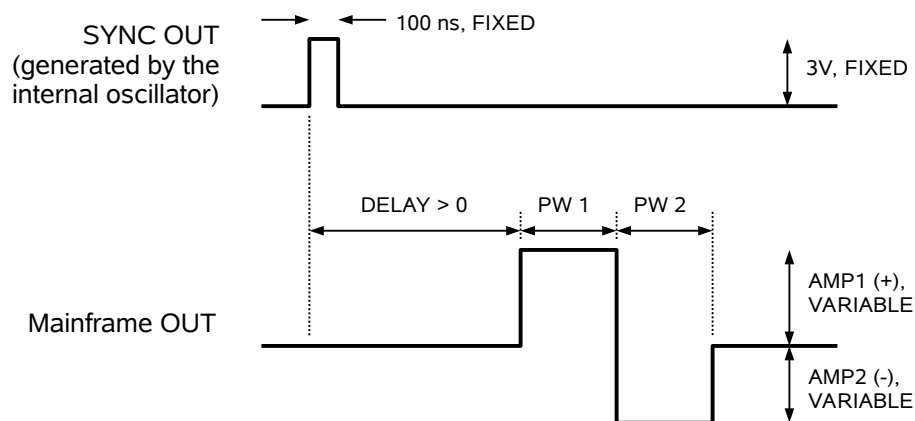 SYNC OUT
(generated by the
internal oscillator)
100 ns, FIXED
3V, FIXED
DELAY > 0
PW 1
PW 2
Mainframe OUT
AMP1 (+),
VARIABLE
AMP2 (-),
VARIABLE